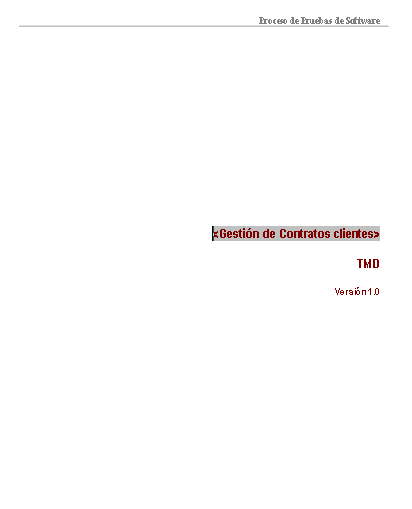 Proceso de Pruebas de Software
«Gestión de Contratos clientes»
TMD
Versión 1.0